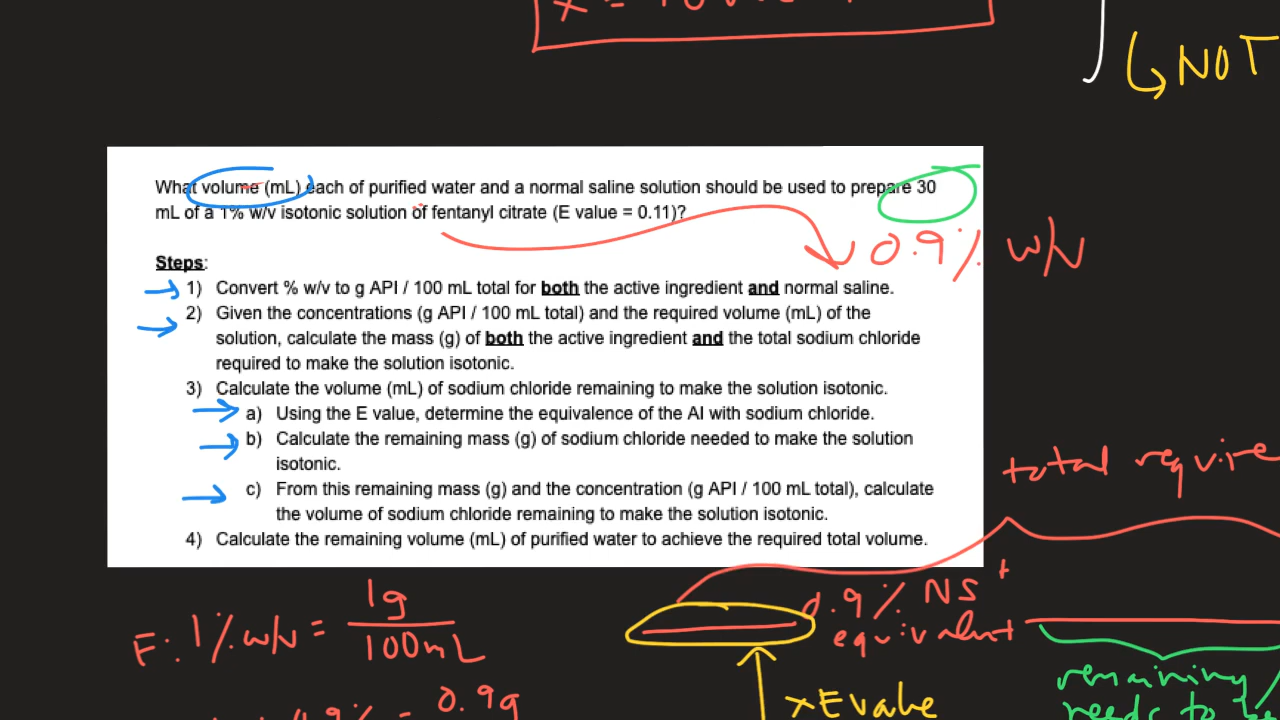 ↳ NOT
What volume (mL) each of purified water and a normal saline solution should be used to prepare 30
mL of a 1% w/v isotonic solution of fentanyl citrate (E value = 0.11)?
0.9% w/v
Steps:
1) Convert % w/v to g API / 100 mL total for both the active ingredient and normal saline.
2) Given the concentrations (g API / 100 mL total) and the required volume (mL) of the
solution, calculate the mass (g) of both the active ingredient and the total sodium chloride
required to make the solution isotonic.
3) Calculate the volume (mL) of sodium chloride remaining to make the solution isotonic.
a) Using the E value, determine the equivalence of the AI with sodium chloride.
b) Calculate the remaining mass (g) of sodium chloride needed to make the solution
isotonic.
c) From this remaining mass (g) and the concentration (g API / 100 mL total), calculate
the volume of sodium chloride remaining to make the solution isotonic.
4) Calculate the remaining volume (mL) of purified water to achieve the required total volume.
total require
F: 1% w/v = 1g
100mL
0.9% NS +
equivalent
remaining
needs to be
0.9g
x E value